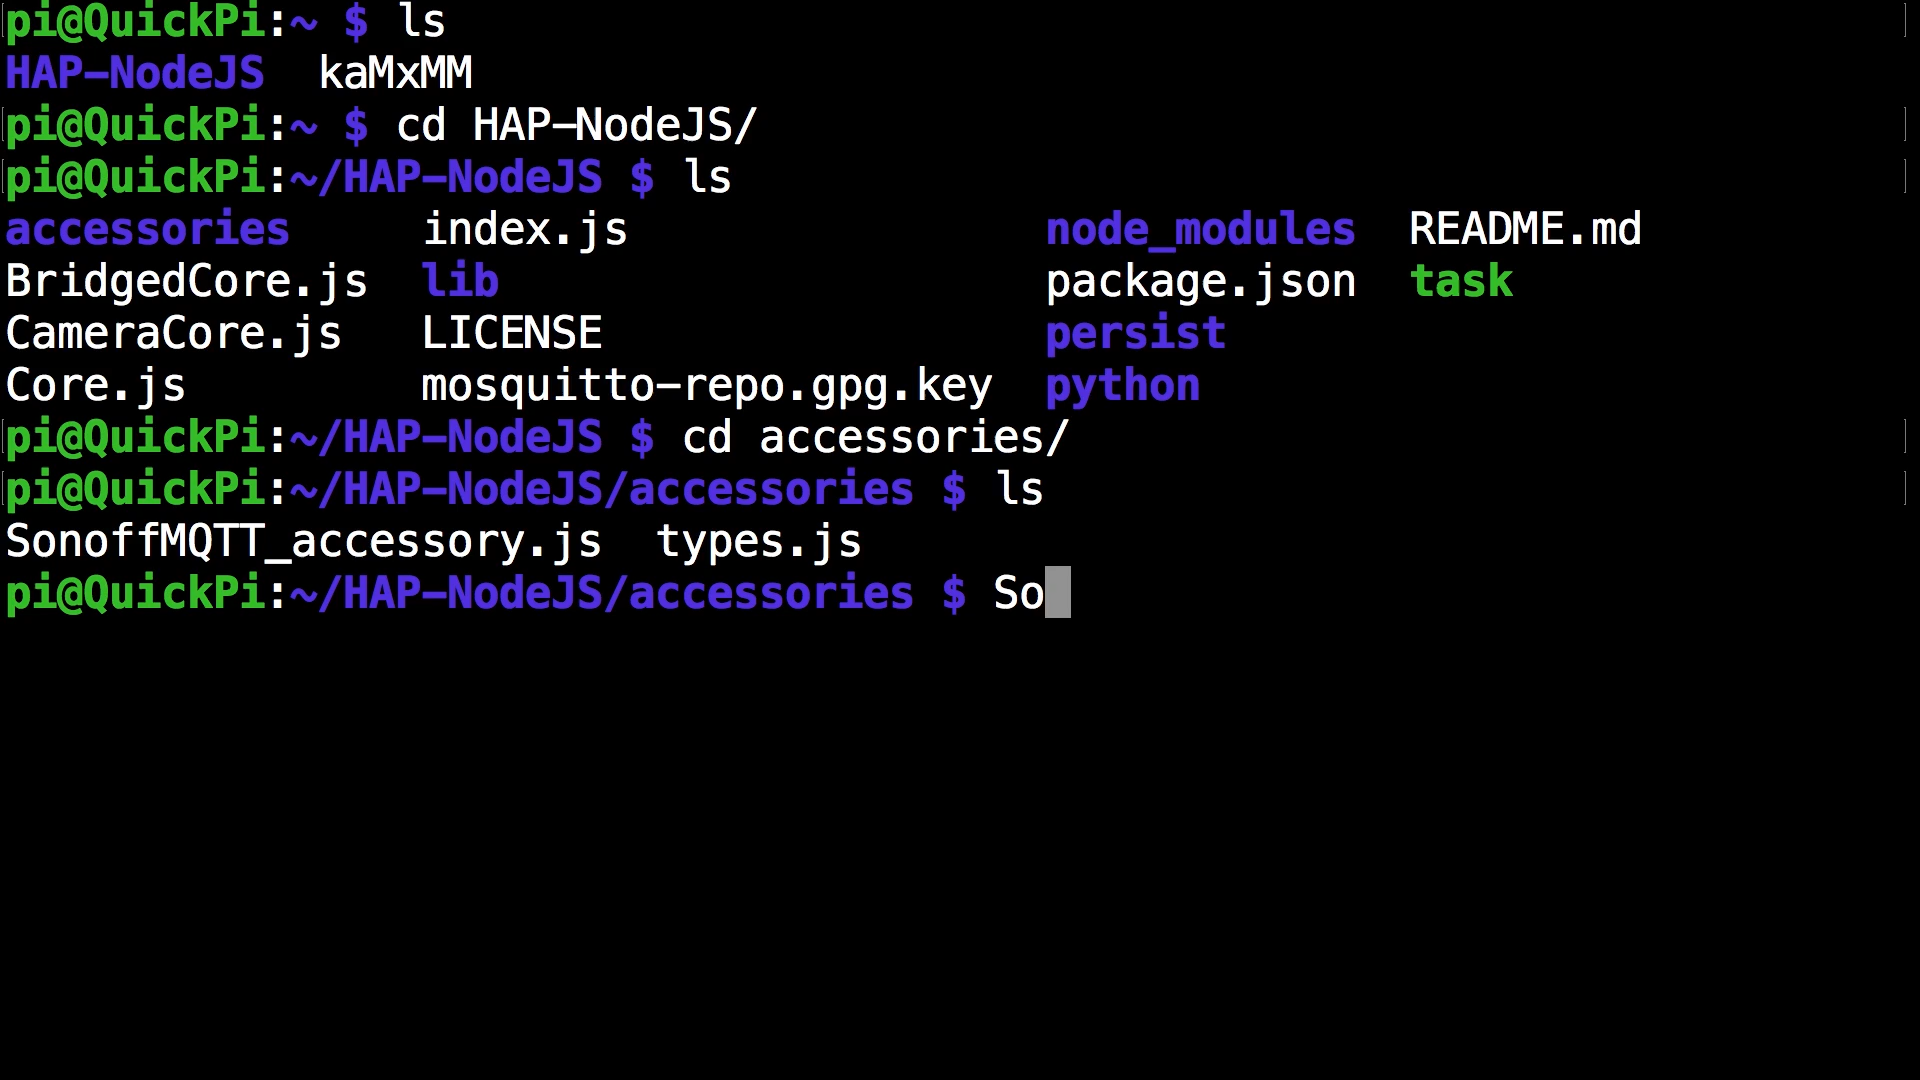 pi@QuickPi:~ $ ls
HAP-NodeJS  kaMxMM
pi@QuickPi:~ $ cd HAP-NodeJS/
pi@QuickPi:~/HAP-NodeJS $ ls
accessories     index.js                node_modules  README.md
BridgedCore.js  lib                     package.json  task
CameraCore.js   LICENSE                 persist
Core.js         mosquitto-repo.gpg.key  python
pi@QuickPi:~/HAP-NodeJS $ cd accessories/
pi@QuickPi:~/HAP-NodeJS/accessories $ ls
SonoffMQTT_accessory.js  types.js
pi@QuickPi:~/HAP-NodeJS/accessories $ So